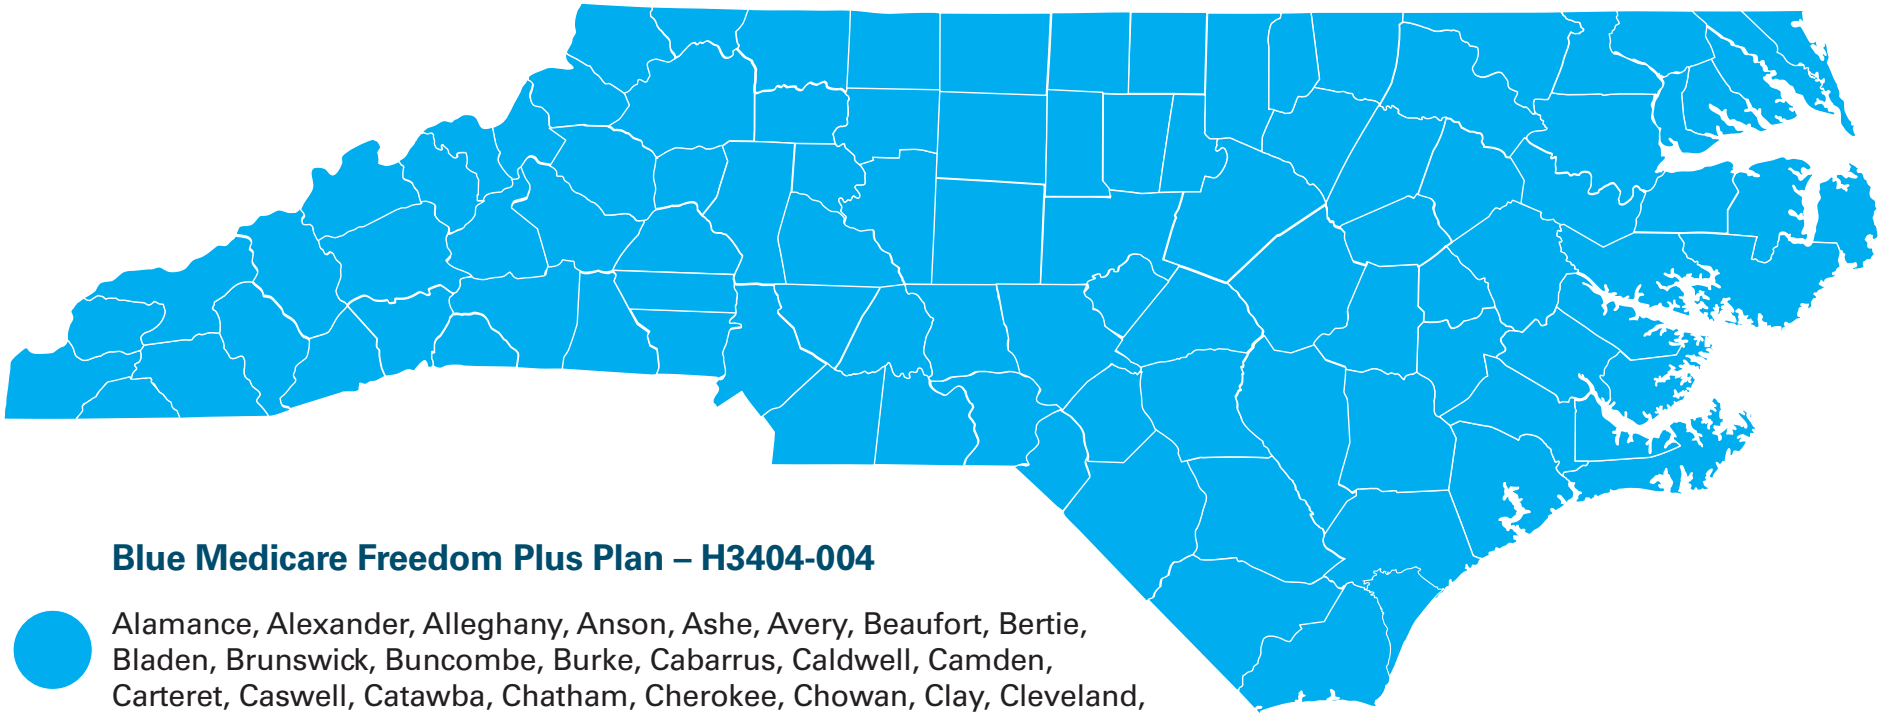 Blue Medicare Freedom Plus Plan – H3404-004
Alamance, Alexander, Alleghany, Anson, Ashe, Avery, Beaufort, Bertie,
Bladen, Brunswick, Buncombe, Burke, Cabarrus, Caldwell, Camden,
Carteret, Caswell, Catawba, Chatham, Cherokee, Chowan, Clay, Cleveland,